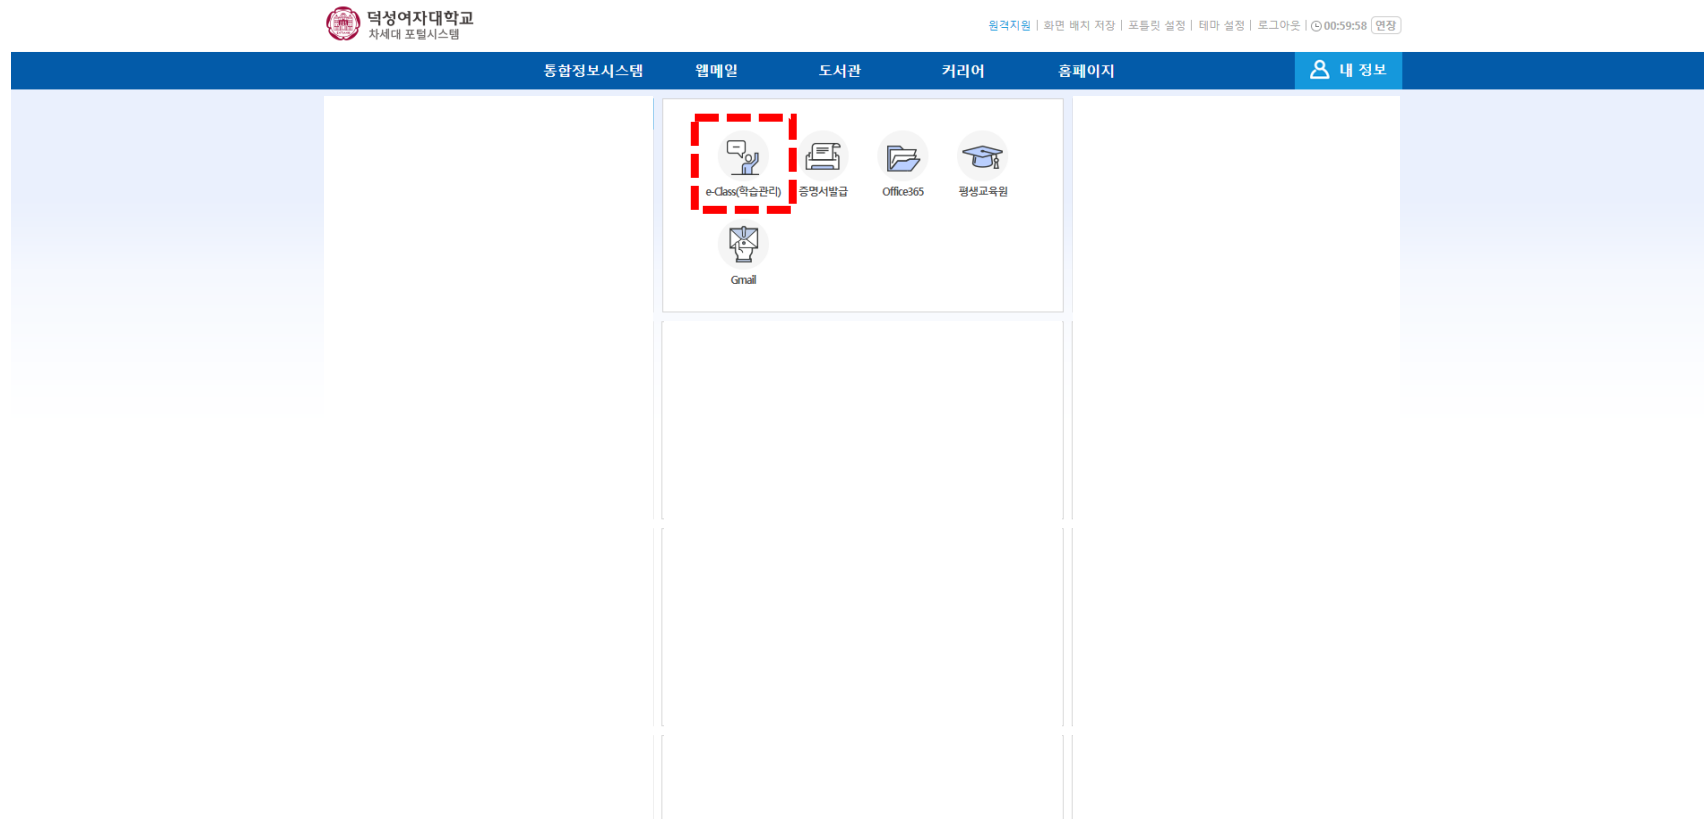 덕성여자대학교
차세대 포털시스템
원격지원 | 화면 배치 저장 | 포틀릿 설정 | 테마 설정 | 로그아웃 | 00:59:58 연장
통합정보시스템 웹메일 도서관 커리어 홈페이지 내 정보
e-Class(학습관리) 증명서발급 Office365 평생교육원
Gmail